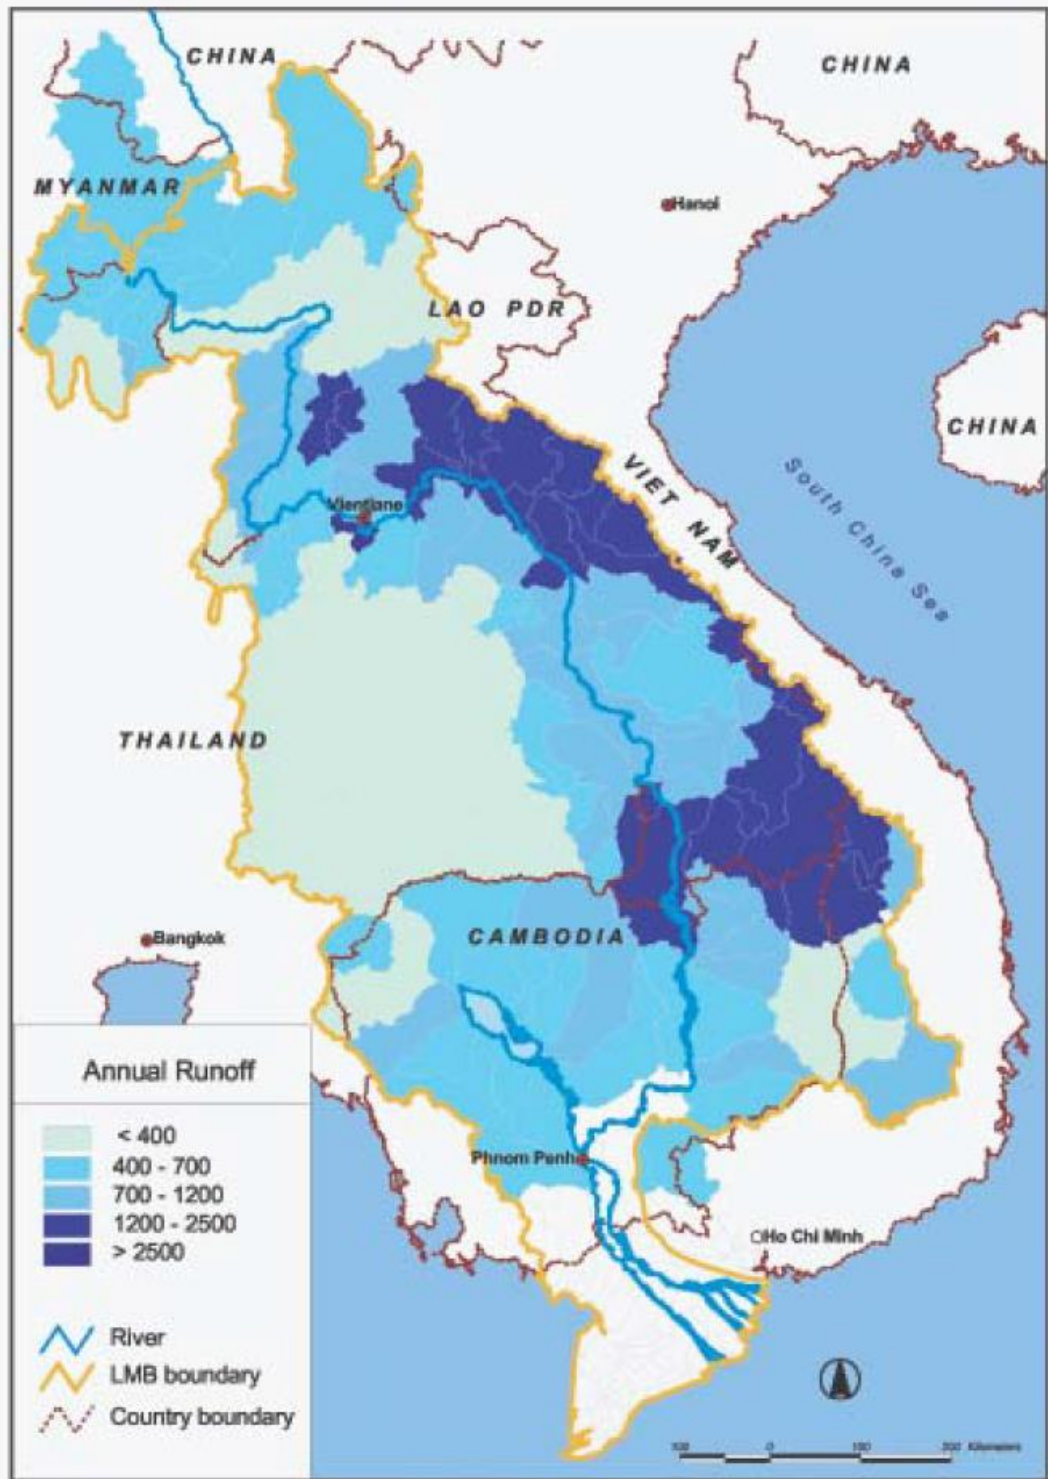 CHINA
CHINA
MYANMAR
Hanoi
LAO PDR
CHINA
VIET NAM
South China Sea
Vientiane
THAILAND
CAMBODIA
Bangkok
Annual Runoff
< 400
400 - 700
700 - 1200
1200 - 2500
> 2500
Phnom Penh
Ho Chi Minh
River
LMB boundary
Country boundary
100 0 100 200 Kilometers